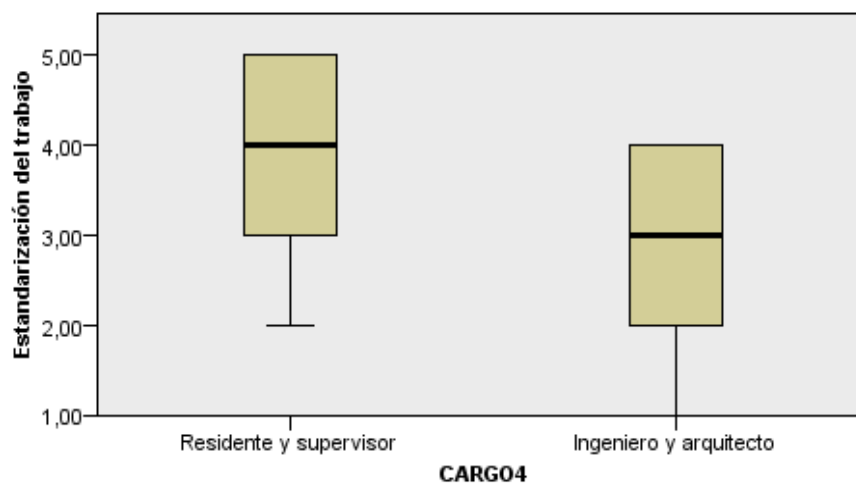 Estandarización del trabajo
5,00
4,00
3,00
2,00
1,00
Residente y supervisor
Ingeniero y arquitecto
CARGO4